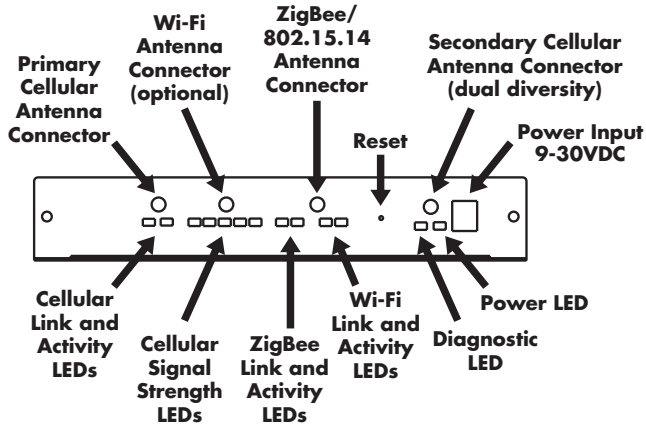 Primary
Cellular
Antenna
Connector
Wi-Fi
Antenna
Connector
(optional)
ZigBee/
802.15.14
Antenna
Connector
Reset
Secondary Cellular
Antenna Connector
(dual diversity)
Power Input
9-30VDC
Cellular
Link and
Activity
LEDs
Cellular
Signal
Strength
LEDs
ZigBee
Link and
Activity
LEDs
Wi-Fi
Link and
Activity
LEDs
Diagnostic
LED
Power LED